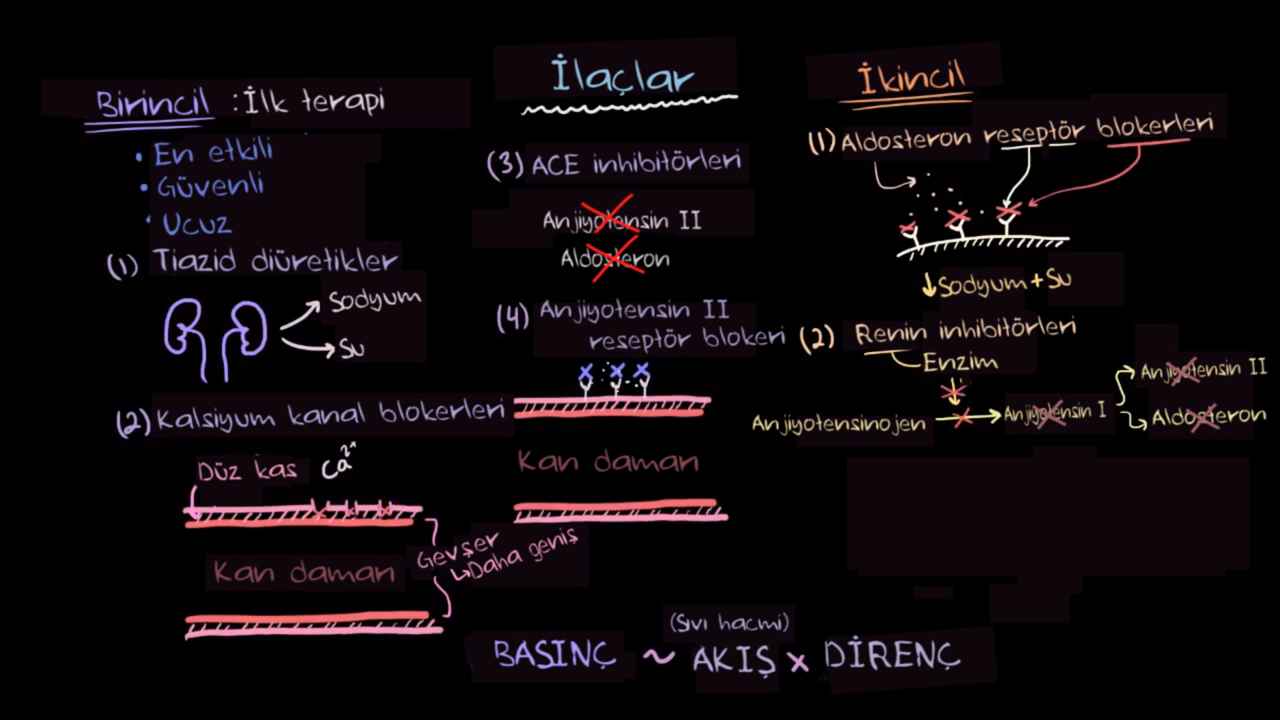 İlaçlar
Birincil : İlk terapi
• En etkili
• Güvenli
• Ucuz
(1) Tiazid diüretikler
Sodyum
Su
(2) Kalsiyum kanal blokerleri
Düz kas
Ca²⁺
Kan damarı
Gevşer
↳Daha geniş
(3) ACE inhibitörleri
Anjiyotensin II
Aldosteron
(4) Anjiyotensin II
reseptör blokeri
Kan damarı
İkincil
(1) Aldosteron reseptör blokerleri
↓Sodyum+Su
(2) Renin inhibitörleri
Enzim
Anjiyotensinojen → Anjiyotensin I
Anjiyotensin II
Aldosteron
(Sıvı hacmi)
BASINÇ ~ AKIŞ x DİRENÇ